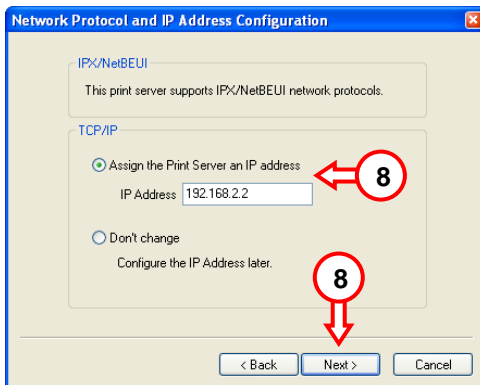 Network Protocol and IP Address Configuration
IPX/NetBEUI
This print server supports IPX/NetBEUI network protocols.
TCP/IP
Assign the Print Server an IP address
8
IP Address 192.168.2.2
Don't change
Configure the IP Address later.
8
< Back Next > Cancel